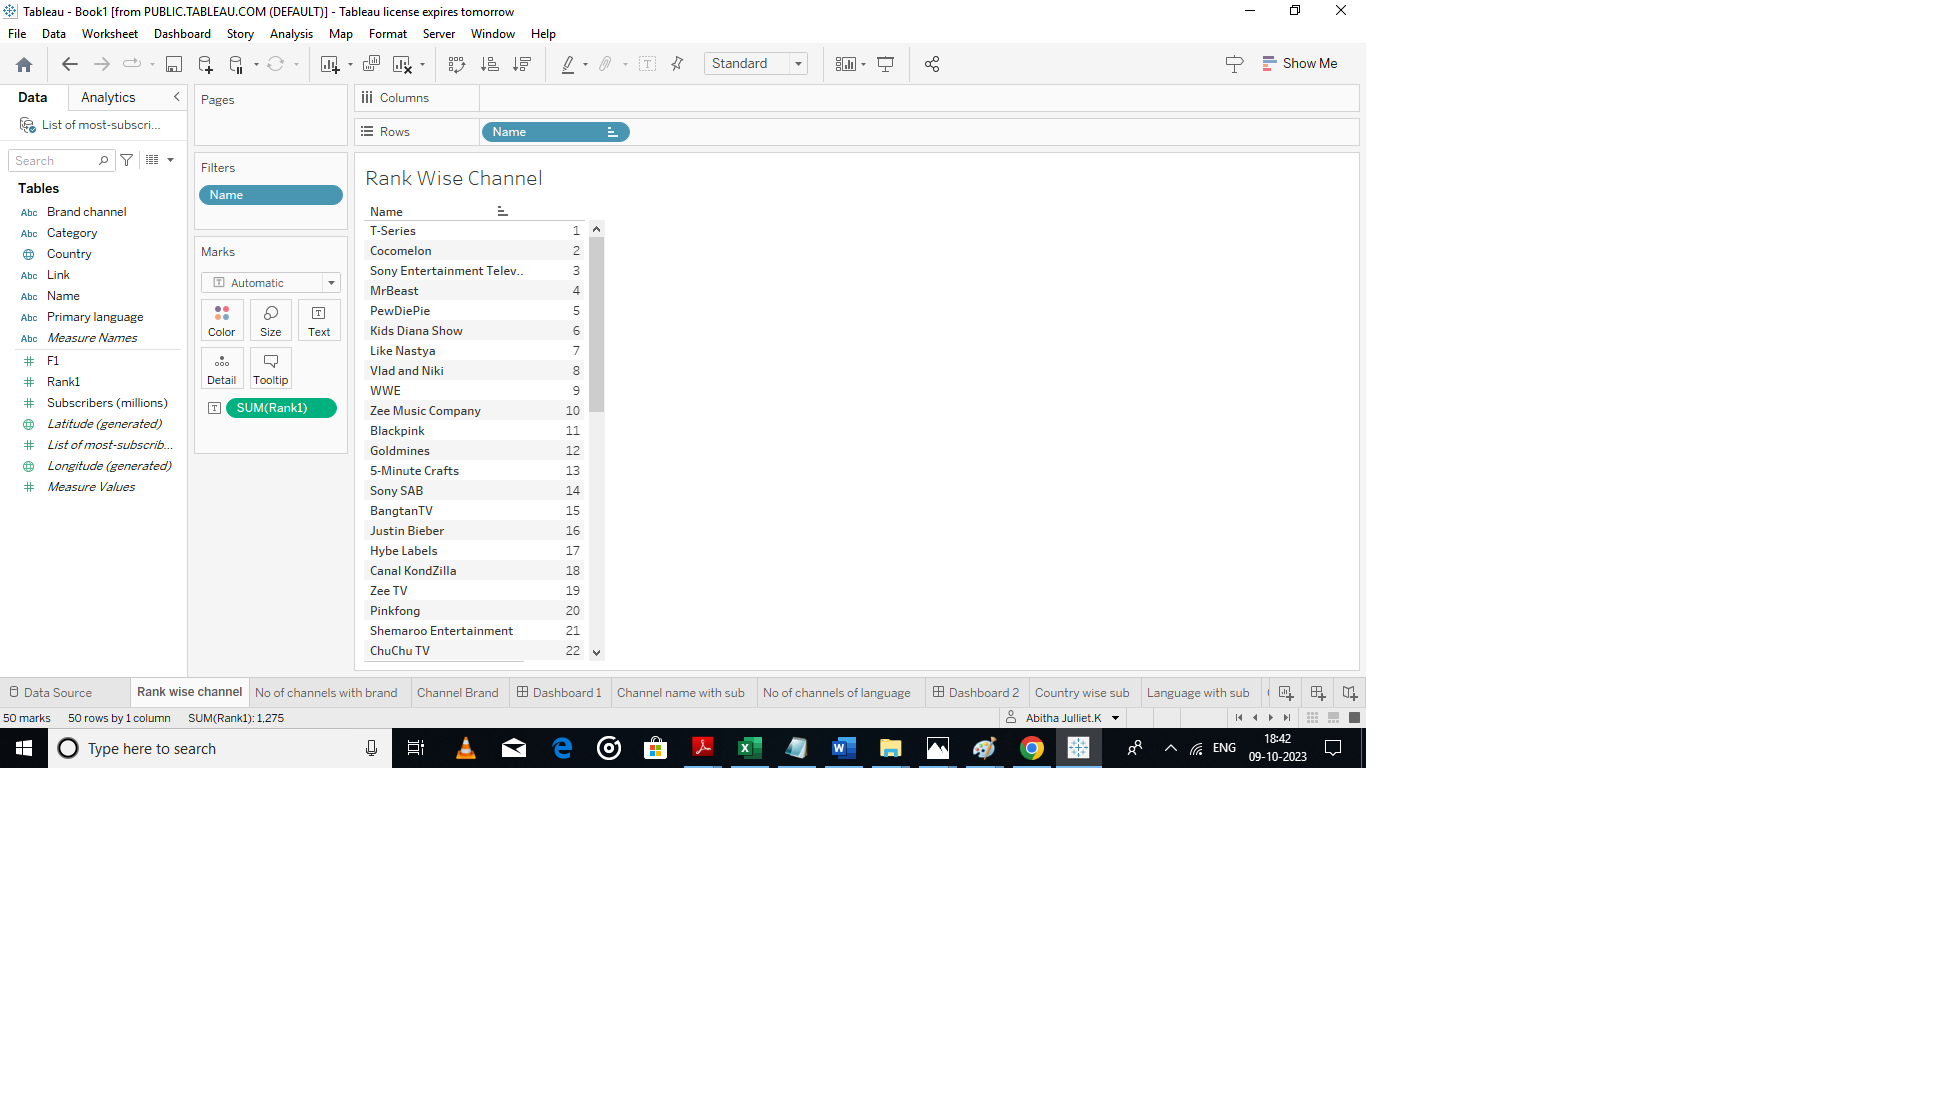 Tableau - Book1 [from PUBLIC.TABLEAU.COM (DEFAULT)] - Tableau license expires tomorrow
File Data Worksheet Dashboard Story Analysis Map Format Server Window Help
Standard
Show Me
Data Analytics
List of most-subscri...
Search
Tables
Abc Brand channel
Abc Category
Country
Abc Link
Abc Name
Abc Primary language
Abc Measure Names
F1
Rank1
Subscribers (millions)
Latitude (generated)
List of most-subscrib...
Longitude (generated)
Measure Values
Pages
Filters
Name
Marks
Automatic
Color Size Text
Detail Tooltip
SUM(Rank1)
Columns
Rows Name
Rank Wise Channel
Name
T-Series 1
Cocomelon 2
Sony Entertainment Telev.. 3
MrBeast 4
PewDiePie 5
Kids Diana Show 6
Like Nastya 7
Vlad and Niki 8
WWE 9
Zee Music Company 10
Blackpink 11
Goldmines 12
5-Minute Crafts 13
Sony SAB 14
BangtanTV 15
Justin Bieber 16
Hybe Labels 17
Canal KondZilla 18
Zee TV 19
Pinkfong 20
Shemaroo Entertainment 21
ChuChu TV 22
Data Source Rank wise channel No of channels with brand Channel Brand Dashboard 1 Channel name with sub No of channels of language Dashboard 2 Country wise sub Language with sub
50 marks 50 rows by 1 column SUM(Rank1): 1,275 Abitha Julliet.K
Type here to search
ENG
18:42
09-10-2023